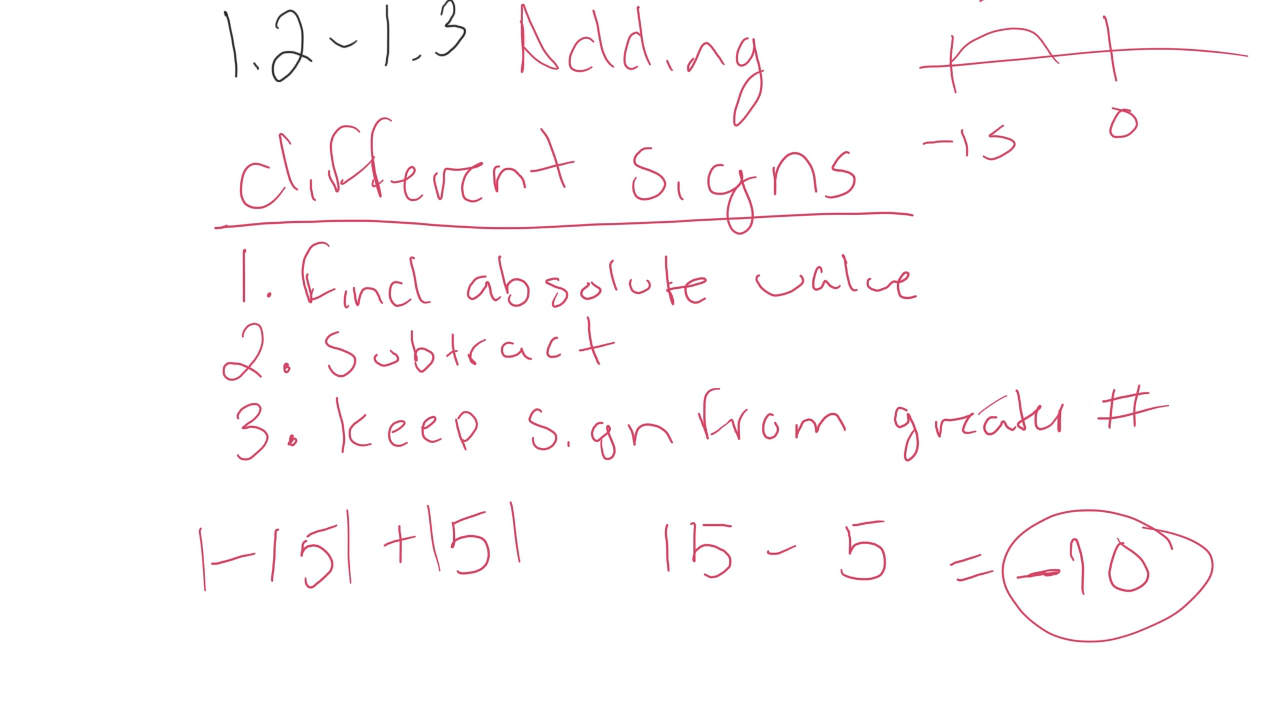 1.2-1.3 Adding
different signs
-15 0
1. Find absolute value
2. Subtract
3. keep sign from greater #
|-15|+|5| 15 - 5 = -10